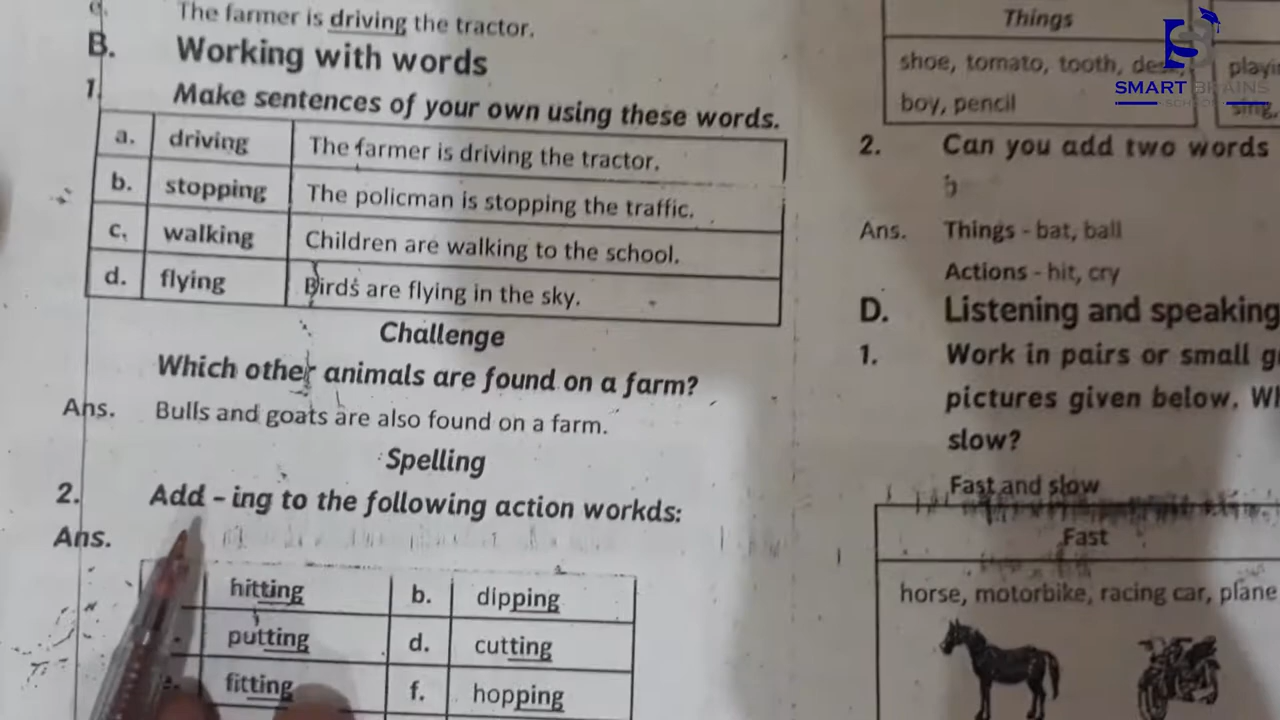 The farmer is driving the tractor.
B. Working with words
1. Make sentences of your own using these words.
a. driving The farmer is driving the tractor.
b. stopping The policman is stopping the traffic.
c. walking Children are walking to the school.
d. flying Birds are flying in the sky.
Challenge
Which other animals are found on a farm?
Ans. Bulls and goats are also found on a farm.
Spelling
2. Add - ing to the following action workds:
Ans.
hitting b. dipping
putting d. cutting
fitting f. hopping
Things
shoe, tomato, tooth, desk,
boy, pencil
sing,
2. Can you add two words
Ans. Things - bat, ball
Actions - hit, cry
D. Listening and speaking
1. Work in pairs or small
pictures given below.
slow?
Fast and slow
Fast
horse, motorbike, racing car, plane
SMART BRAINS
SCHOOL